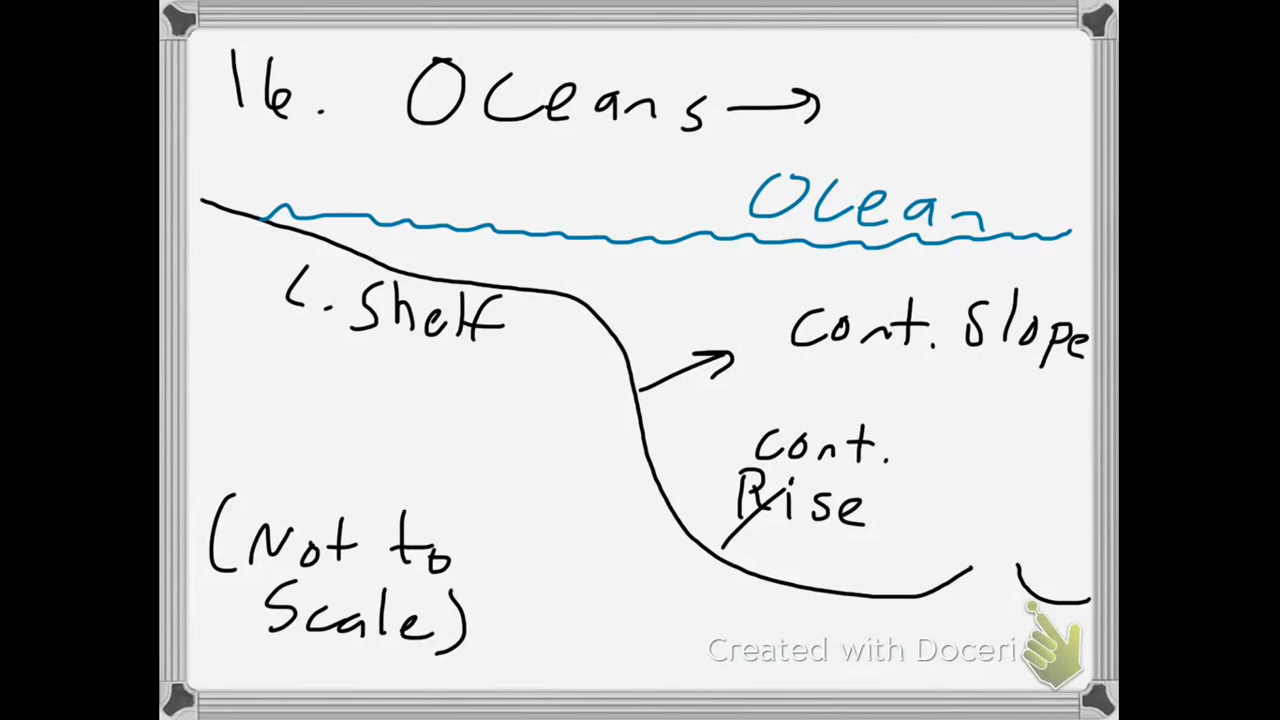 16. Oceans →
Ocean
C. Shelf
Cont. Slope
Cont.
Rise
(Not to
Scale)
Created with Doceri